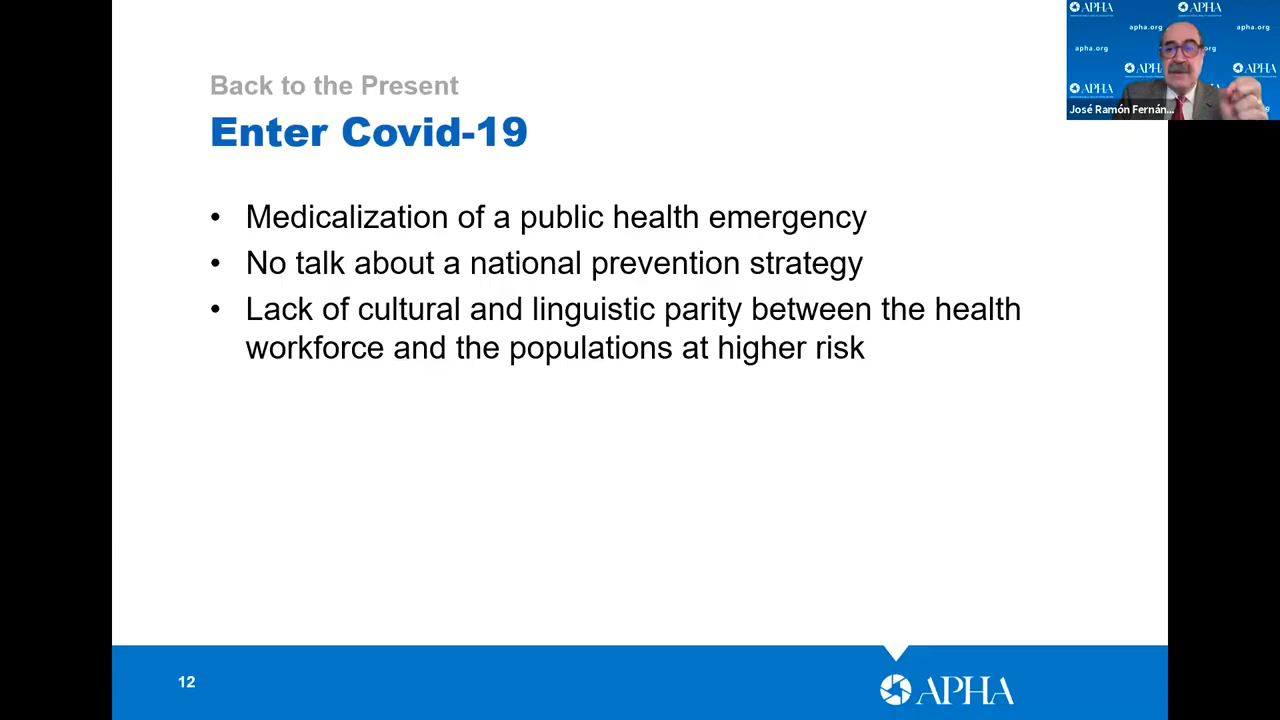 Back to the Present
Enter Covid-19
• Medicalization of a public health emergency
• No talk about a national prevention strategy
• Lack of cultural and linguistic parity between the health
workforce and the populations at higher risk
12
APHA
APHA
APHA
apha.org
apha.org
apha.org
org
APHA
APHA
APHA
José Ramón Fernán...